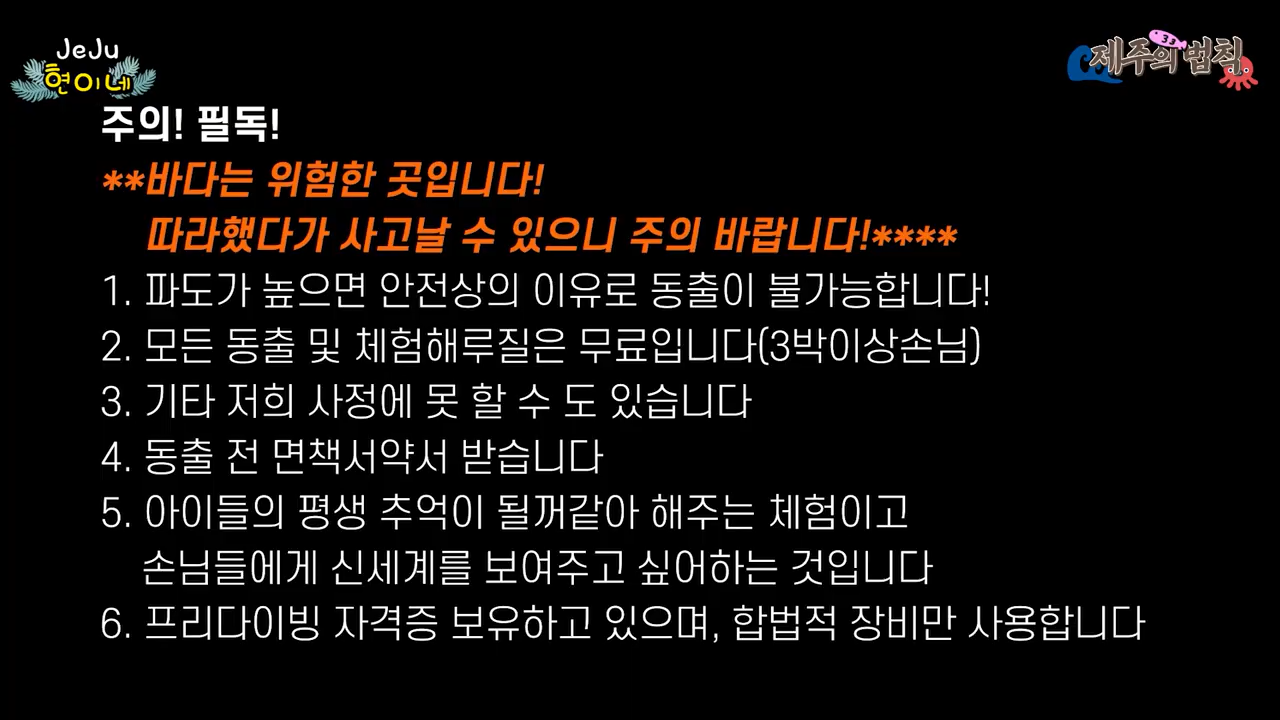 JeJu
현이네
제주의 법칙
주의! 필독!
**바다는 위험한 곳입니다!
따라했다가 사고날 수 있으니 주의 바랍니다!****
1. 파도가 높으면 안전상의 이유로 동출이 불가능합니다!
2. 모든 동출 및 체험해루질은 무료입니다(3박이상손님)
3. 기타 저희 사정에 못 할 수 도 있습니다
4. 동출 전 면책서약서 받습니다
5. 아이들의 평생 추억이 될꺼같아 해주는 체험이고
손님들에게 신세계를 보여주고 싶어하는 것입니다
6. 프리다이빙 자격증 보유하고 있으며, 합법적 장비만 사용합니다